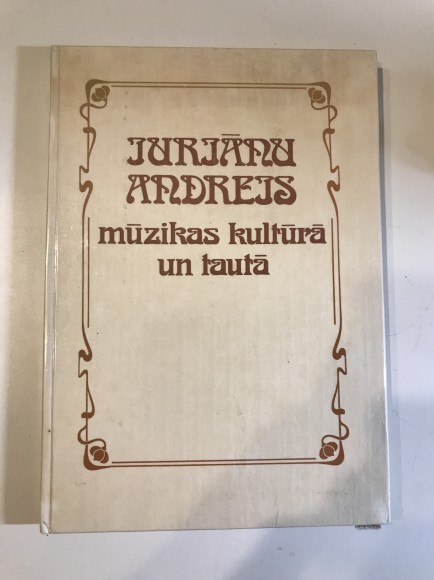 JURJĀNU
ANDREJS
mūzikas kultūrā
un tautā